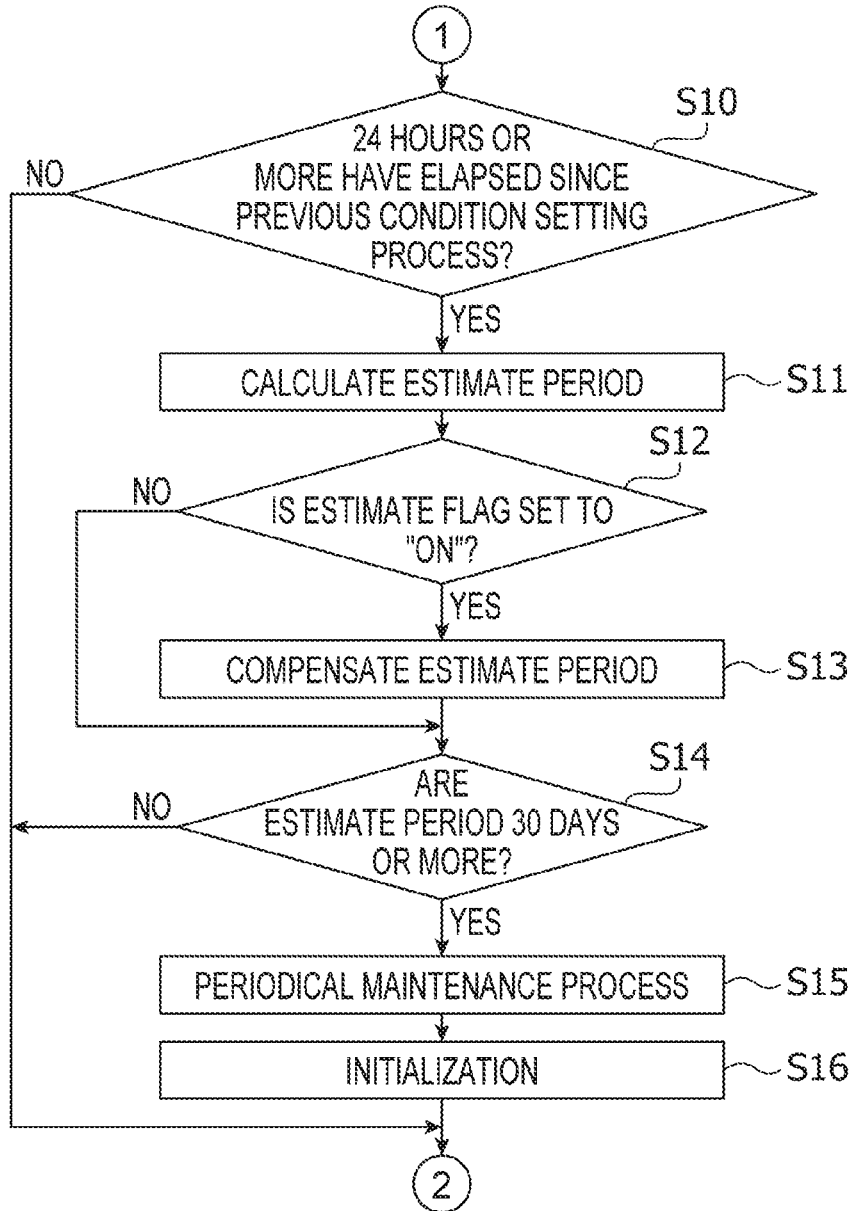 1
S10
24 HOURS OR
MORE HAVE ELAPSED SINCE
PREVIOUS CONDITION SETTING
PROCESS?
NO
YES
CALCULATE ESTIMATE PERIOD
S11
S12
NO
IS ESTIMATE FLAG SET TO
"ON"?
YES
COMPENSATE ESTIMATE PERIOD
S13
S14
ARE
ESTIMATE PERIOD 30 DAYS
OR MORE?
NO
YES
PERIODICAL MAINTENANCE PROCESS
S15
INITIALIZATION
S16
2